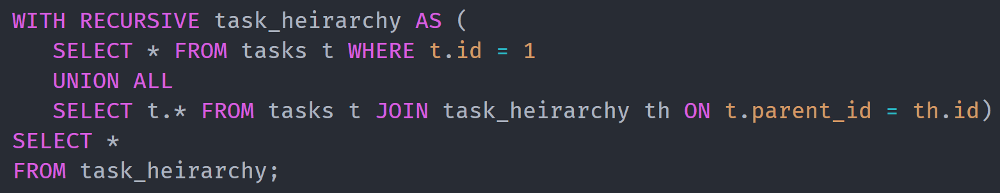 WITH RECURSIVE task_heirarchy AS (
   SELECT * FROM tasks t WHERE t.id = 1
   UNION ALL
   SELECT t.* FROM tasks t JOIN task_heirarchy th ON t.parent_id = th.id)
SELECT *
FROM task_heirarchy;